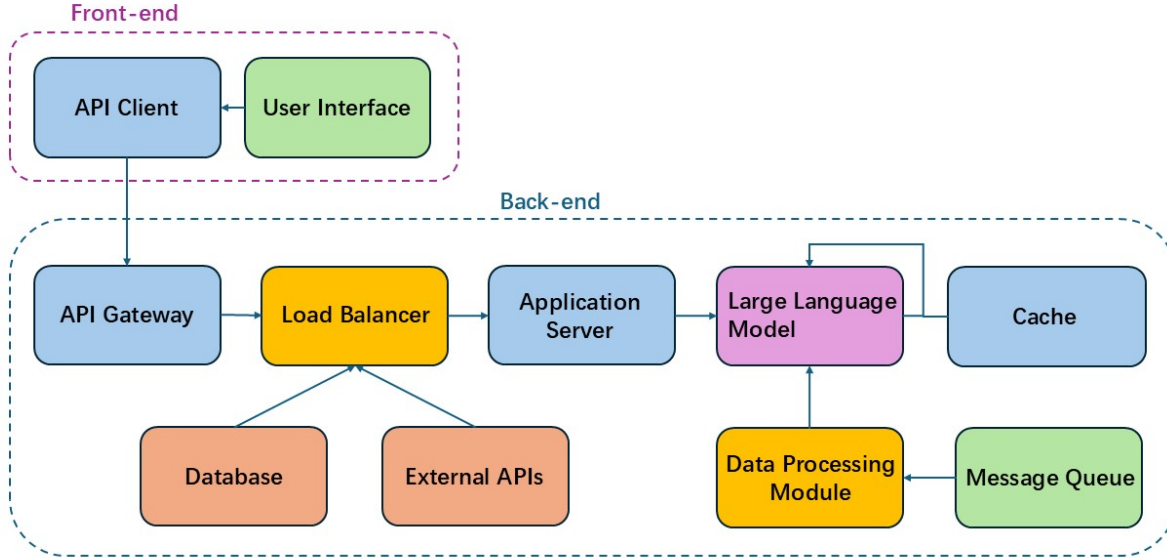 Front-end
API Client
User Interface
Back-end
API Gateway
Load Balancer
Application
Server
Large Language
Model
Cache
Database
External APIs
Data Processing
Module
Message Queue